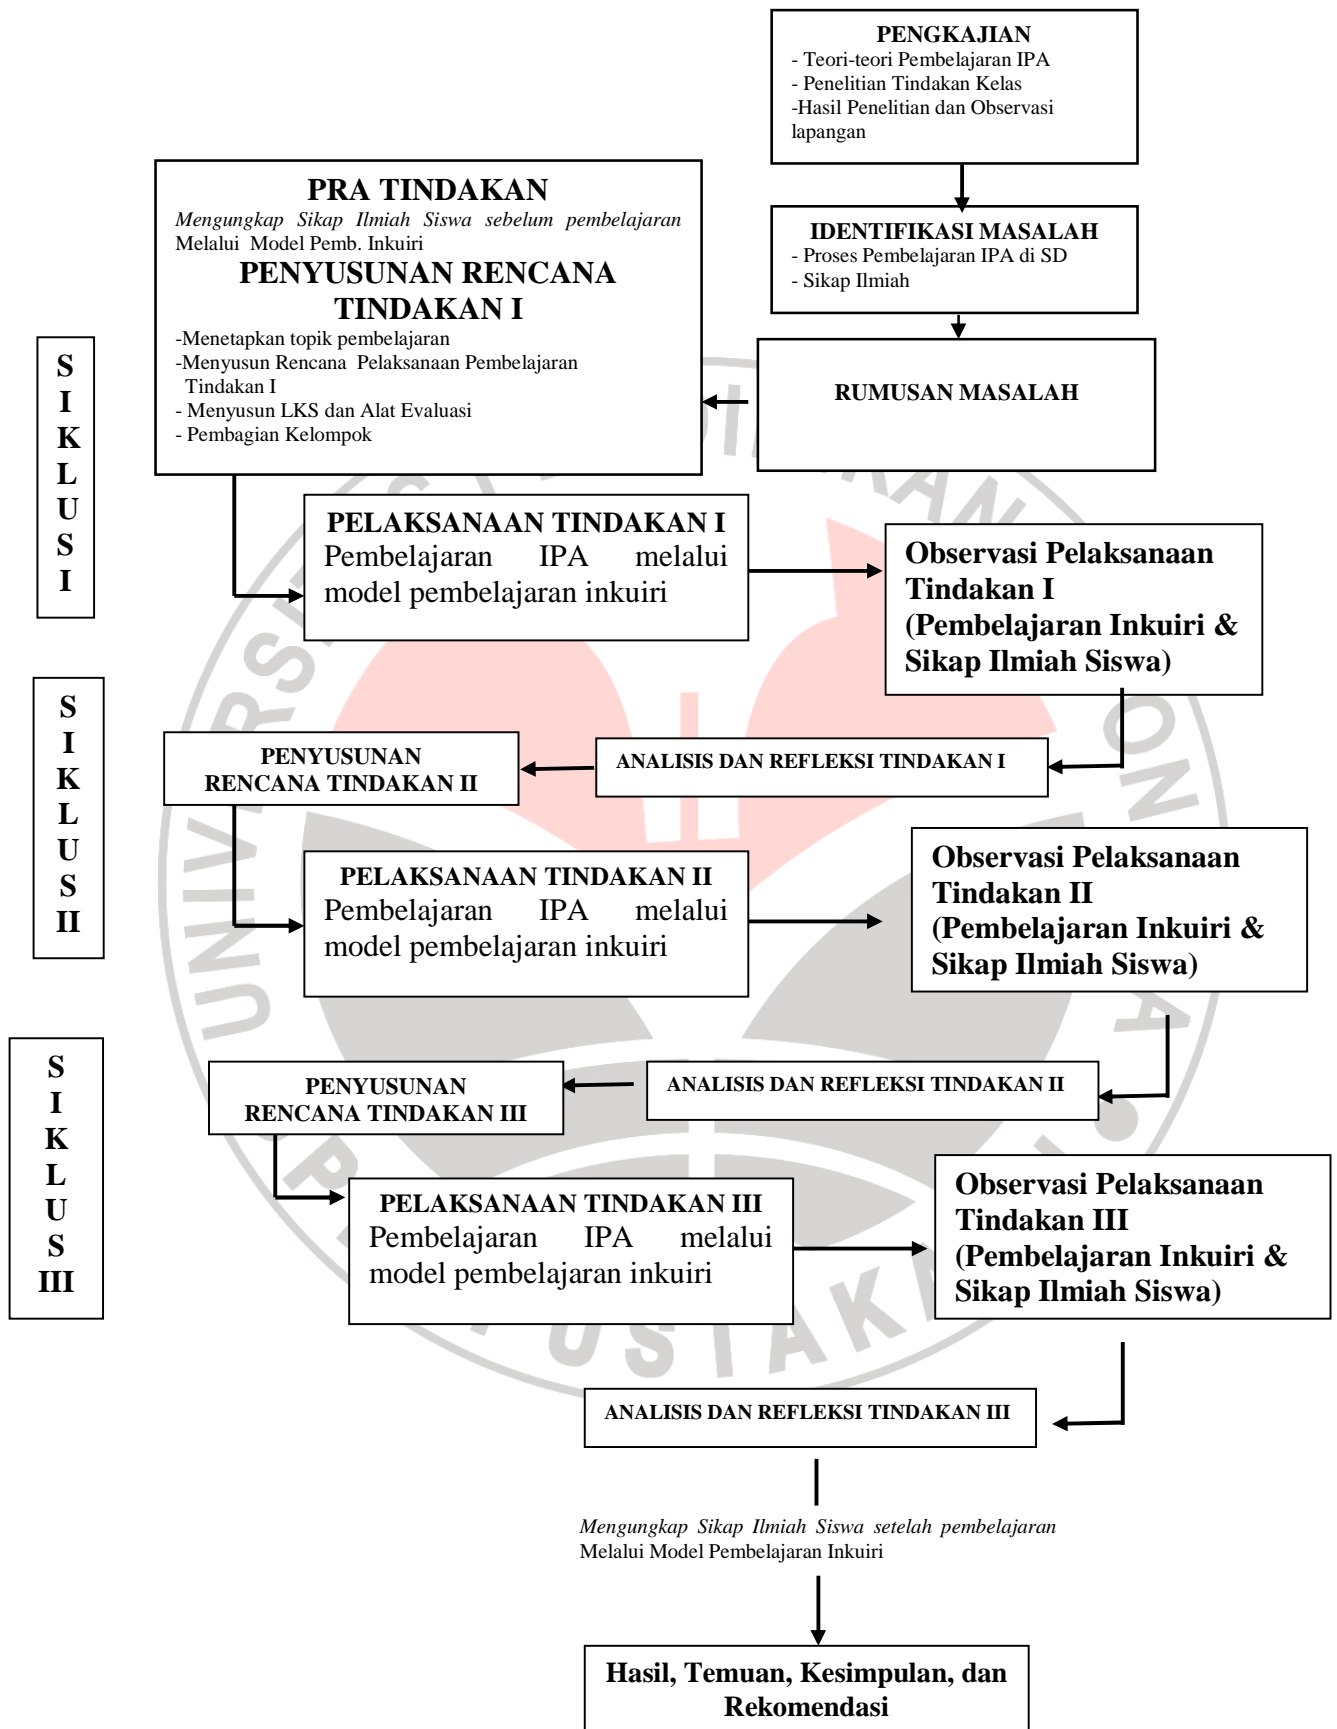 PENGKAJIAN
- Teori-teori Pembelajaran IPA
- Penelitian Tindakan Kelas
-Hasil Penelitian dan Observasi
lapangan
IDENTIFIKASI MASALAH
- Proses Pembelajaran IPA di SD
- Sikap Ilmiah
RUMUSAN MASALAH
PRA TINDAKAN
Mengungkap Sikap Ilmiah Siswa sebelum pembelajaran
Melalui Model Pemb. Inkuiri
PENYUSUNAN RENCANA
TINDAKAN I
-Menetapkan topik pembelajaran
-Menyusun Rencana Pelaksanaan Pembelajaran
Tindakan I
- Menyusun LKS dan Alat Evaluasi
- Pembagian Kelompok
S
I
K
L
U
S
I
PELAKSANAAN TINDAKAN I
Pembelajaran IPA melalui
model pembelajaran inkuiri
Observasi Pelaksanaan
Tindakan I
(Pembelajaran Inkuiri &
Sikap Ilmiah Siswa)
S
I
K
L
U
S
II
ANALISIS DAN REFLEKSI TINDAKAN I
PENYUSUNAN
RENCANA TINDAKAN II
PELAKSANAAN TINDAKAN II
Pembelajaran IPA melalui
model pembelajaran inkuiri
Observasi Pelaksanaan
Tindakan II
(Pembelajaran Inkuiri &
Sikap Ilmiah Siswa)
S
I
K
L
U
S
III
ANALISIS DAN REFLEKSI TINDAKAN II
PENYUSUNAN
RENCANA TINDAKAN III
PELAKSANAAN TINDAKAN III
Pembelajaran IPA melalui
model pembelajaran inkuiri
Observasi Pelaksanaan
Tindakan III
(Pembelajaran Inkuiri &
Sikap Ilmiah Siswa)
ANALISIS DAN REFLEKSI TINDAKAN III
Mengungkap Sikap Ilmiah Siswa setelah pembelajaran
Melalui Model Pembelajaran Inkuiri
Hasil, Temuan, Kesimpulan, dan
Rekomendasi